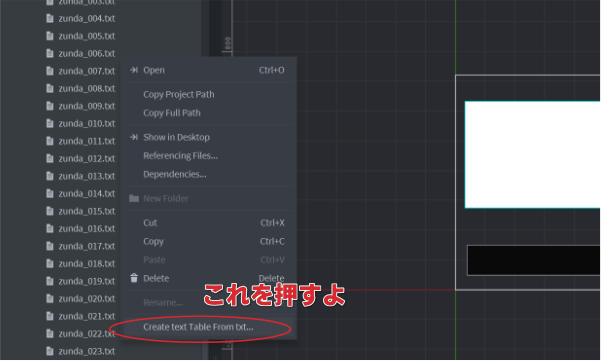 zunda_003.txt
zunda_004.txt
zunda_005.txt
zunda_006.txt
zunda_007.txt
zunda_008.txt
zunda_009.txt
zunda_010.txt
zunda_011.txt
zunda_012.txt
zunda_013.txt
zunda_014.txt
zunda_015.txt
zunda_016.txt
zunda_017.txt
zunda_018.txt
zunda_019.txt
zunda_020.txt
zunda_021.txt
zunda_022.txt
zunda_023.txt
Open Ctrl+O
Copy Project Path
Copy Full Path
Show in Desktop
Referencing Files...
Dependencies...
New Folder
Cut Ctrl+X
Copy Ctrl+C
Paste Ctrl+V
Delete Delete
これを押すよ
Rename...
Create text Table From txt...